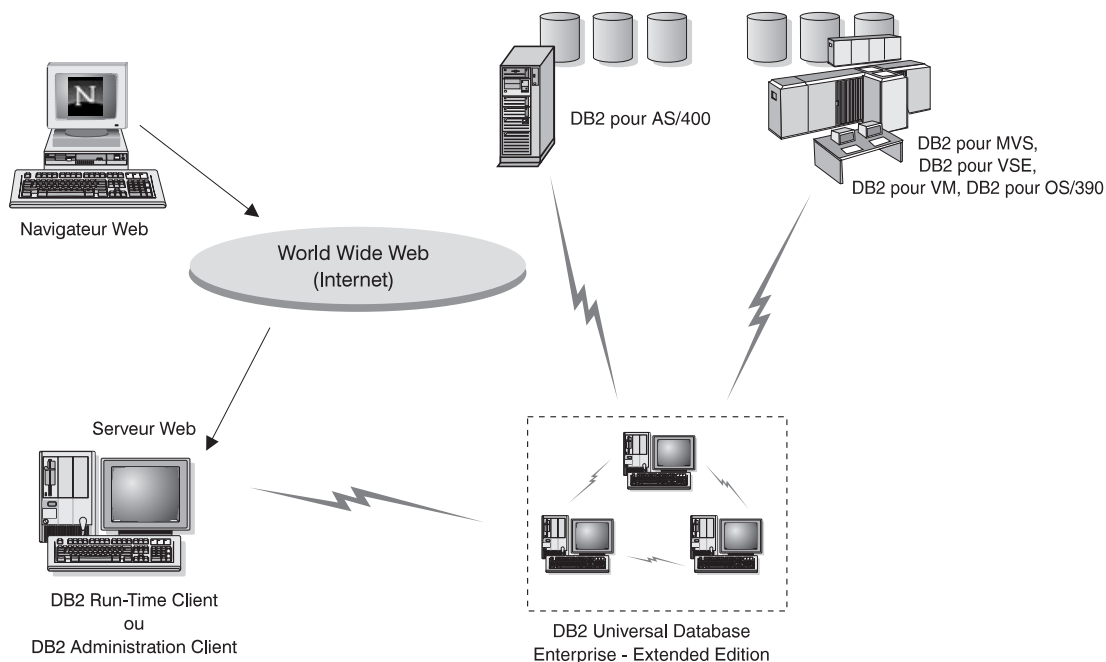 N
Navigateur Web
World Wide Web
(Internet)
DB2 pour AS/400
DB2 pour MVS,
DB2 pour VSE,
DB2 pour VM, DB2 pour OS/390
Serveur Web
DB2 Run-Time Client
ou
DB2 Administration Client
DB2 Universal Database
Enterprise - Extended Edition